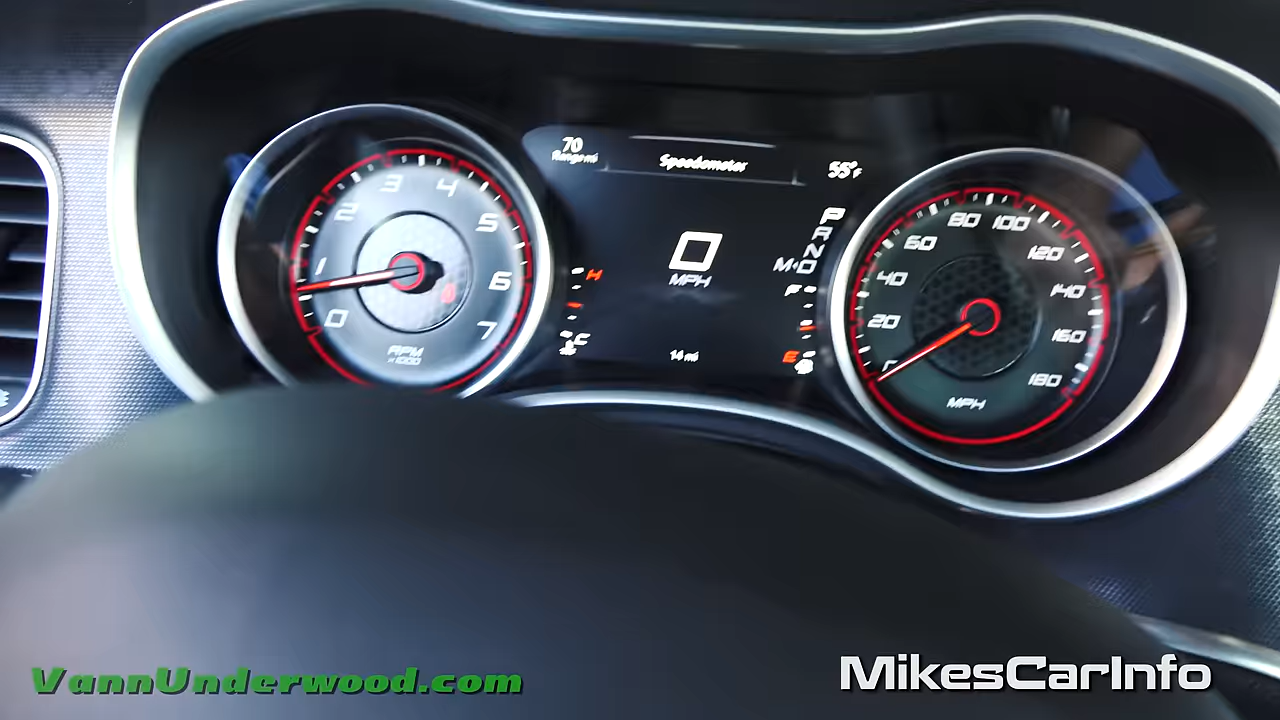 70
Range mi
Speedometer
55°F
0
1
2
3
4
5
6
7
RPM
x1000
H
C
0
MPH
14 mi
P
R
N
M•D
F
E
0
20
40
60
80
100
120
140
160
180
MPH
VannUnderwood.com
MikesCarInfo